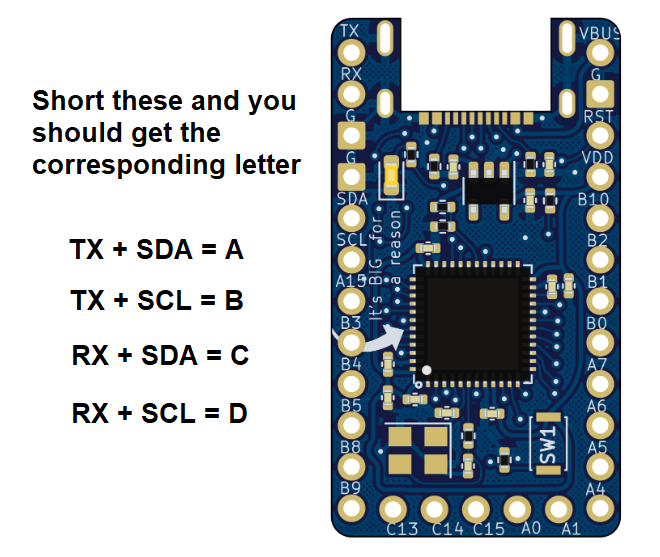 Short these and you
should get the
corresponding letter
TX + SDA = A
TX + SCL = B
RX + SDA = C
RX + SCL = D
TX
RX
G
G
SDA
SCL
A15
B3
B4
B5
B8
B9
VBUS
G
RST
VDD
B10
B2
B1
B0
A7
A6
A5
A4
C13
C14
C15
A0
A1
It's BIG for
a reason
SW1